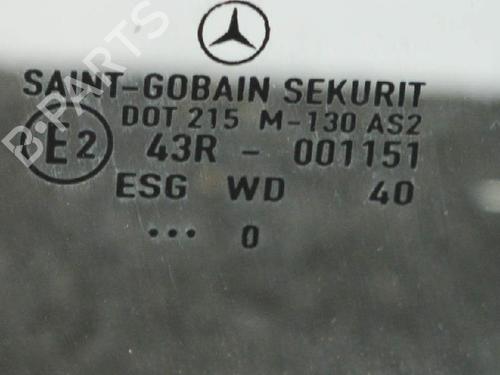 B-PARTS
SAINT-GOBAIN SEKURIT
DOT 215 M-130 AS2
E2 43R - 001151
ESG WD 40
... 0